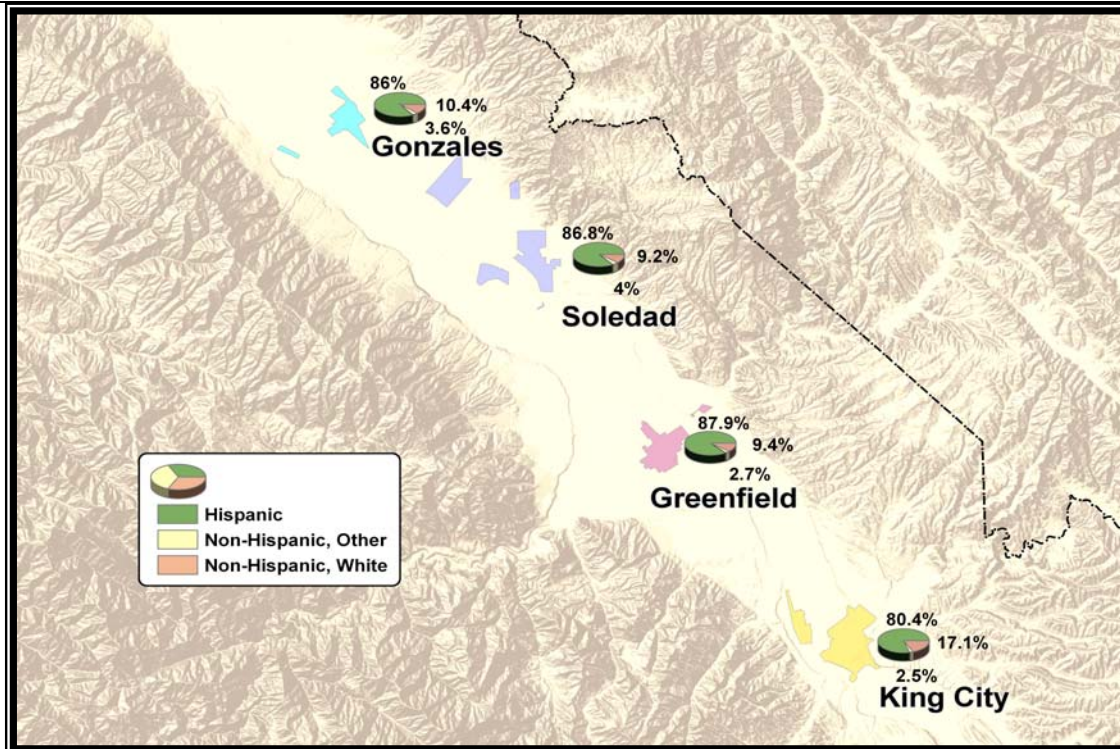 86%
10.4%
3.6%
Gonzales
86.8%
9.2%
4%
Soledad
87.9%
9.4%
2.7%
Greenfield
Hispanic
Non-Hispanic, Other
Non-Hispanic, White
80.4%
17.1%
2.5%
King City